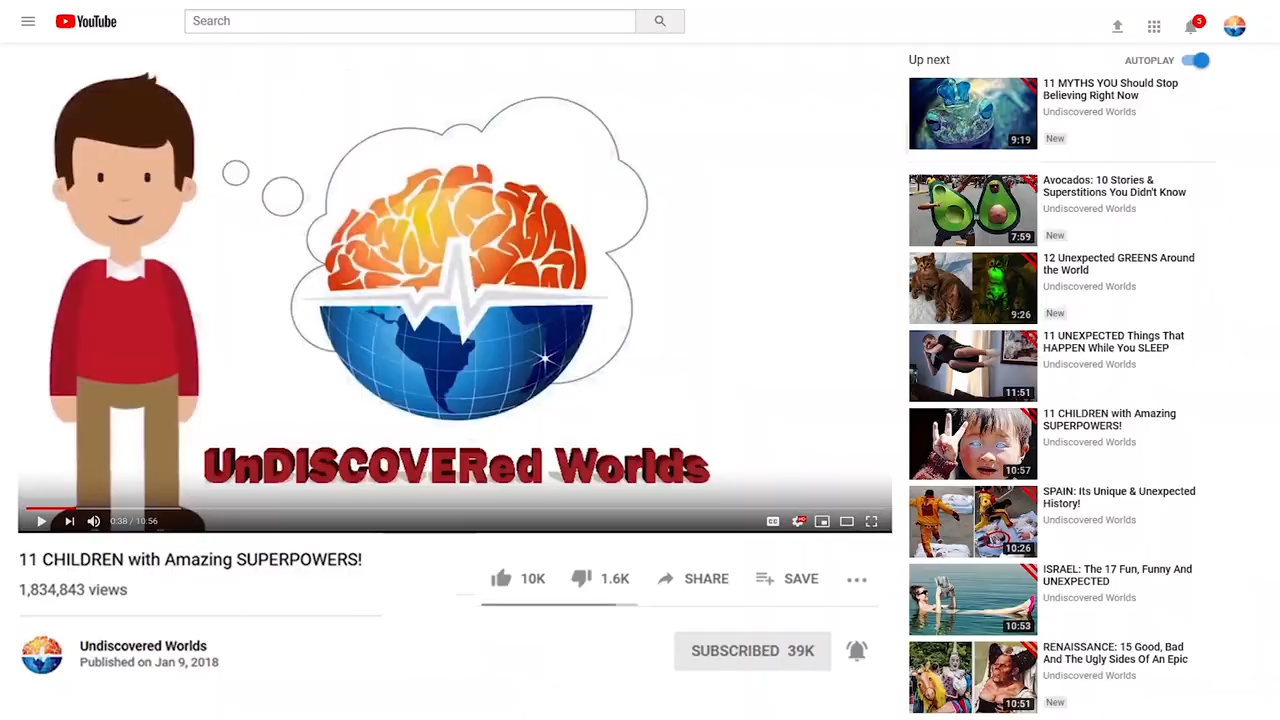 YouTube
Search
5
UnDISCOVERed Worlds
0:38 / 10:56
CC
HD
11 CHILDREN with Amazing SUPERPOWERS!
1,834,843 views
10K
1.6K
SHARE
SAVE
Undiscovered Worlds
Published on Jan 9, 2018
SUBSCRIBED 39K
Up next
AUTOPLAY
11 MYTHS YOU Should Stop
Believing Right Now
Undiscovered Worlds
New
9:19
Avocados: 10 Stories &
Superstitions You Didn't Know
Undiscovered Worlds
New
7:59
12 Unexpected GREENS Around
the World
Undiscovered Worlds
New
9:26
11 UNEXPECTED Things That
HAPPEN While You SLEEP
Undiscovered Worlds
11:51
11 CHILDREN with Amazing
SUPERPOWERS!
Undiscovered Worlds
10:57
SPAIN: Its Unique & Unexpected
History!
Undiscovered Worlds
10:26
ISRAEL: The 17 Fun, Funny And
UNEXPECTED
Undiscovered Worlds
10:53
RENAISSANCE: 15 Good, Bad
And The Ugly Sides Of An Epic
Undiscovered Worlds
New
10:51